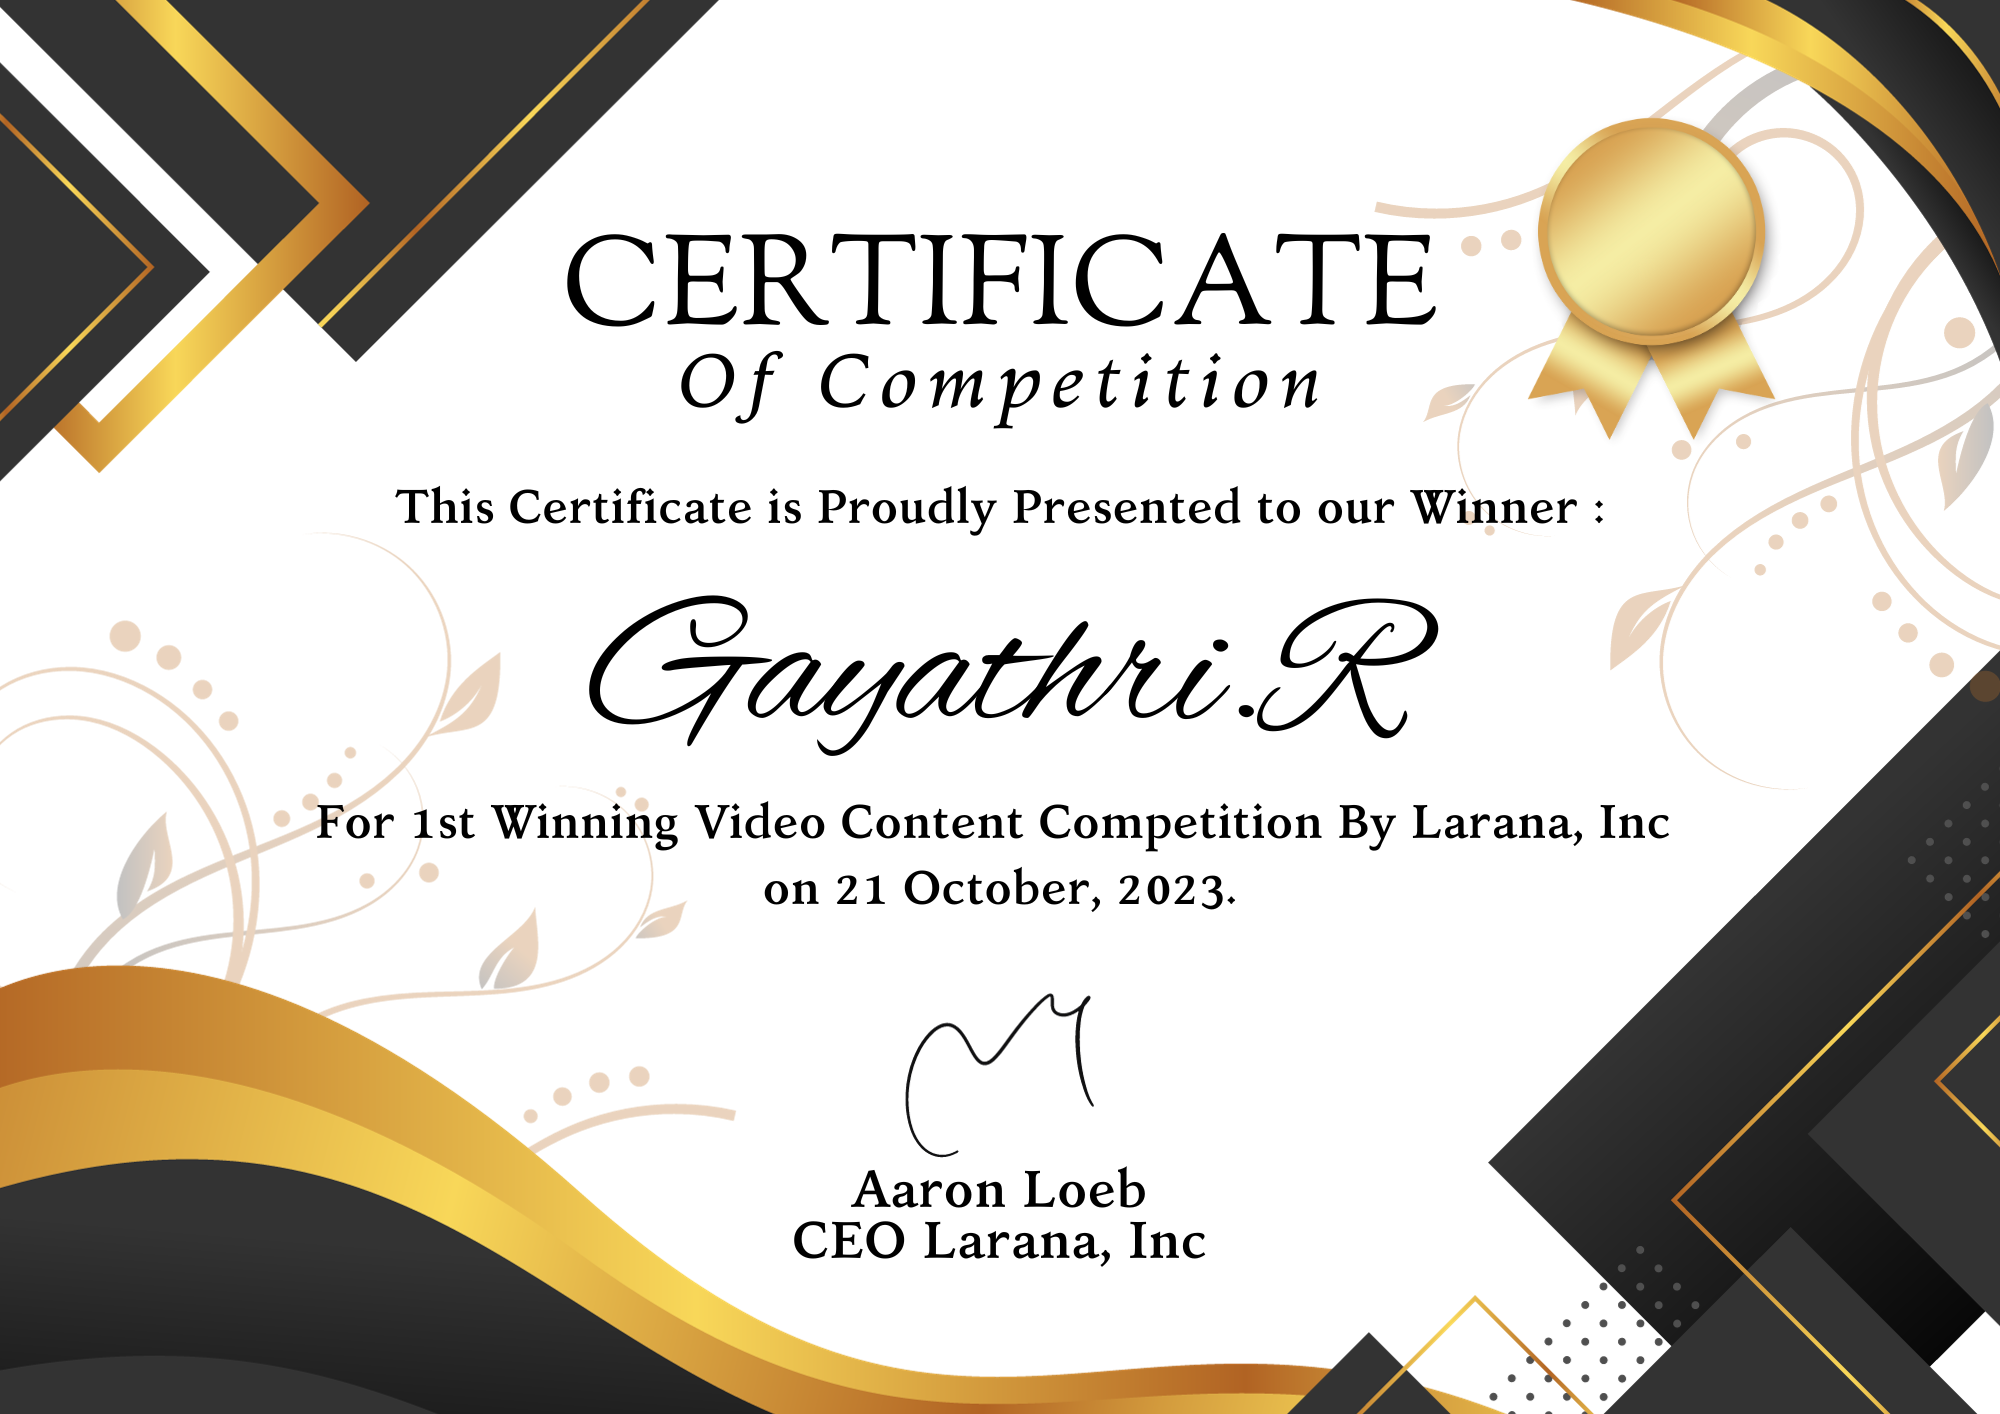 CERTIFICATE
Of Competition
This Certificate is Proudly Presented to our Winner :
Gayathri.R
For 1st Winning Video Content Competition By Larana, Inc
on 21 October, 2023.
Aaron Loeb
CEO Larana, Inc